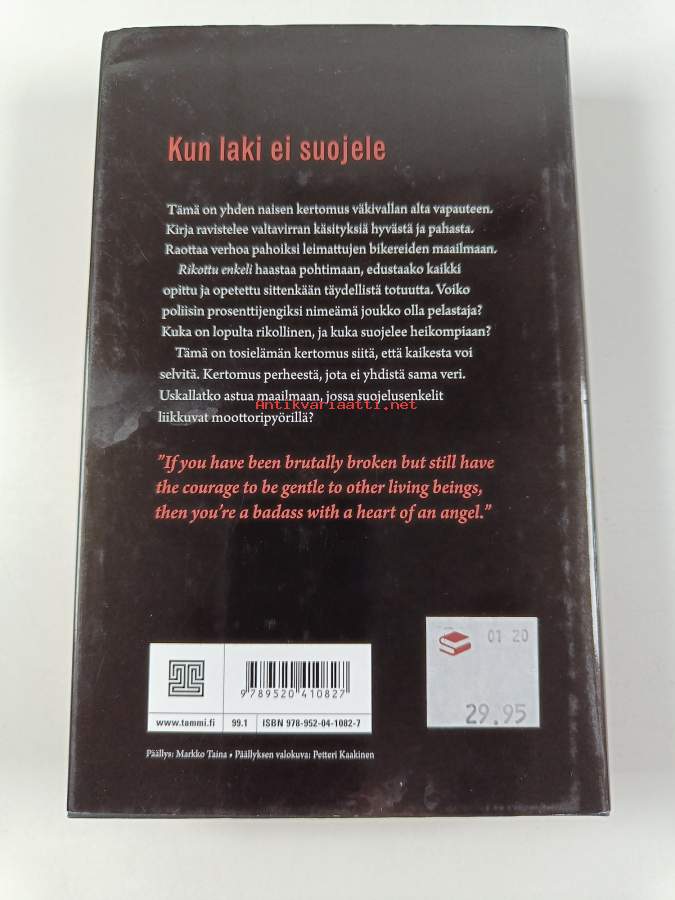 Kun laki ei suojele
Tämä on yhden naisen kertomus väkivallan alta vapauteen.
Kirja ravistelee valtavirran käsityksiä hyvästä ja pahasta.
Raottaa verhoa pahoiksi leimattujen bikereiden maailmaan.
Rikottu enkeli haastaa pohtimaan, edustaako kaikki
opittu ja opetettu sittenkään täydellistä totuutta. Voiko
poliisin prosenttijengiksi nimeämä joukko olla pelastaja?
Kuka on lopulta rikollinen, ja kuka suojelee heikompiaan?
Tämä on tosielämän kertomus siitä, että kaikesta voi
selvitä. Kertomus perheestä, jota ei yhdistä sama veri.
Uskallatko astua maailmaan, jossa suojelusenkelit
Antikvariaatti.net
liikkuvat moottoripyörillä?
"If you have been brutally broken but still have
the courage to be gentle to other living beings,
then you're a badass with a heart of an angel."
01 20
29.95
9 789520 410827
www.tammi.fi 99.1 ISBN 978-952-04-1082-7
Päällys: Markko Taina • Päällyksen valokuva: Petteri Kaakinen